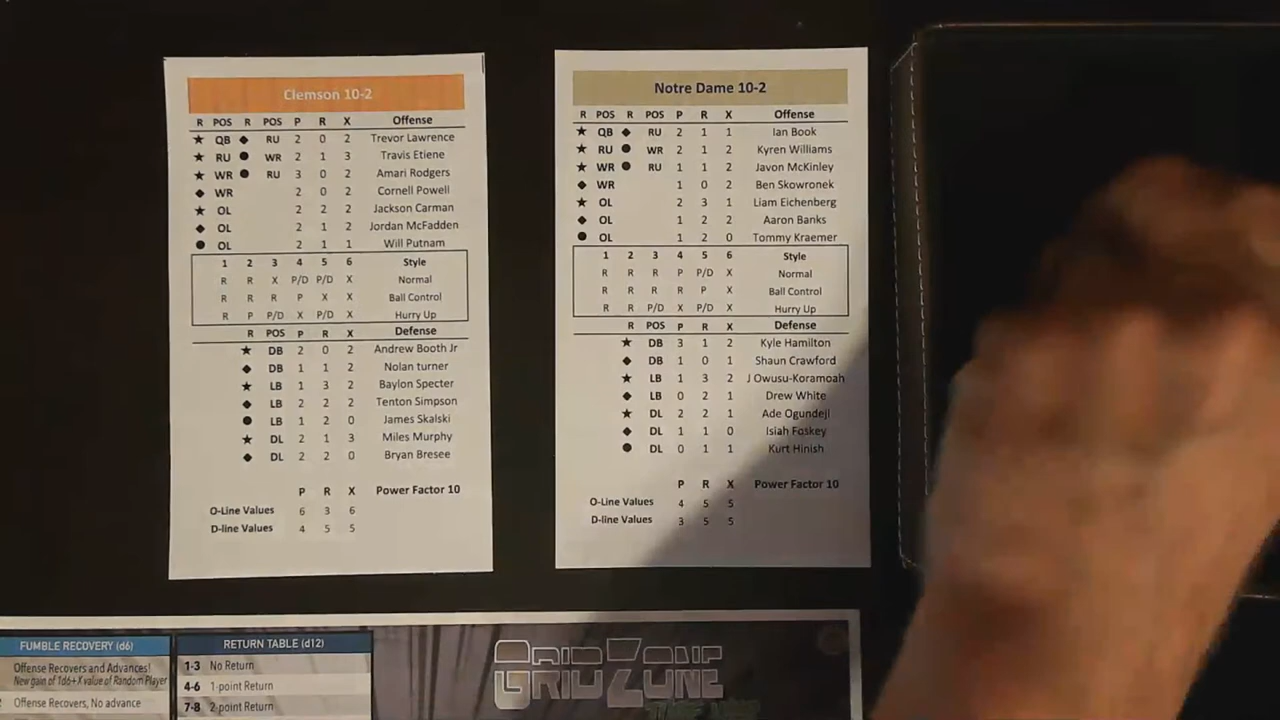 Clemson 10-2
R POS R POS P R X Offense
★ QB ◆ RU 2 0 2 Trevor Lawrence
★ RU ● WR 2 1 3 Travis Etiene
★ WR ● RU 3 0 2 Amari Rodgers
◆ WR 2 0 2 Cornell Powell
★ OL 2 2 2 Jackson Carman
◆ OL 2 1 2 Jordan McFadden
● OL 2 1 1 Will Putnam
1 2 3 4 5 6 Style
R R X P/D P/D X Normal
R R R P X X Ball Control
R P P/D X P/D X Hurry Up
R POS P R X Defense
★ DB 2 0 2 Andrew Booth Jr
◆ DB 1 1 2 Nolan turner
★ LB 1 3 2 Baylon Specter
◆ LB 2 2 2 Tenton Simpson
● LB 1 2 0 James Skalski
★ DL 2 1 3 Miles Murphy
◆ DL 2 2 0 Bryan Bresee
P R X Power Factor 10
O-Line Values 6 3 6
D-line Values 4 5 5
Notre Dame 10-2
R POS R POS P R X Offense
★ QB ◆ RU 2 1 1 Ian Book
★ RU ● WR 2 1 2 Kyren Williams
★ WR ● RU 1 1 2 Javon McKinley
◆ WR 1 0 2 Ben Skowronek
★ OL 2 3 1 Liam Eichenberg
◆ OL 1 2 2 Aaron Banks
● OL 1 2 0 Tommy Kraemer
1 2 3 4 5 6 Style
R R R P P/D X Normal
R R R R P X Ball Control
R R P/D X P/D X Hurry Up
R POS P R X Defense
★ DB 3 1 2 Kyle Hamilton
◆ DB 1 0 1 Shaun Crawford
★ LB 1 3 2 J Owusu-Koramoah
◆ LB 0 2 1 Drew White
★ DL 2 2 1 Ade Ogundeji
◆ DL 1 1 0 Isiah Foskey
● DL 0 1 1 Kurt Hinish
P R X Power Factor 10
O-Line Values 4 5 5
D-line Values 3 5 5
FUMBLE RECOVERY (d6)
Offense Recovers and Advances!
New gain of 1d6+X value of Random Player
Offense Recovers, No advance
RETURN TABLE (d12)
1-3 No Return
4-6 1-point Return
7-8 2-point Return
GRID ZONE